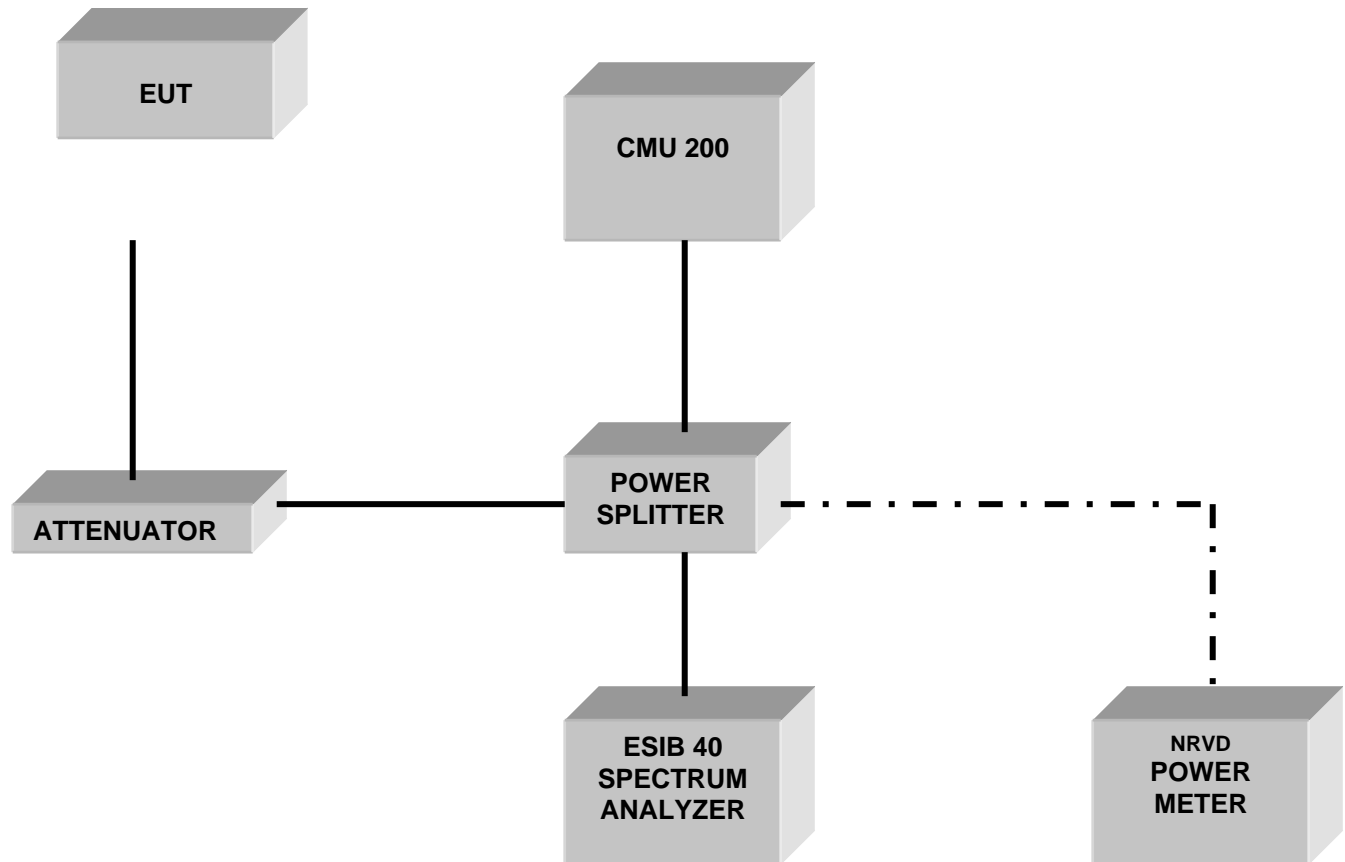 EUT
CMU 200
POWER
SPLITTER
ATTENUATOR
ESIB 40
SPECTRUM
ANALYZER
NRVD
POWER
METER